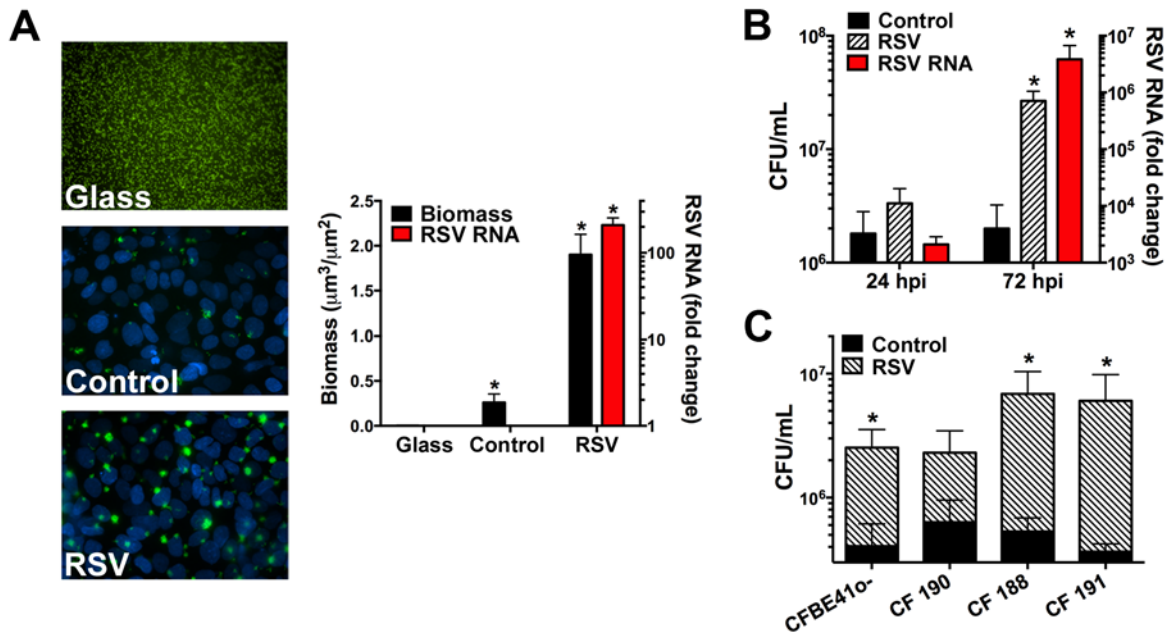 A
Glass
Control
RSV
Biomass
RSV RNA
Biomass (µm³/µm²)
2.5
2.0
1.5
1.0
0.5
0.0
*
* *
Glass Control RSV
100
10
1
RSV RNA (fold change)
B
Control
RSV
RSV RNA
CFU/mL
10⁸
10⁷
10⁶
* *
24 hpi 72 hpi
10⁷
10⁶
10⁵
10⁴
10³
RSV RNA (fold change)
C
Control
RSV
CFU/mL
10⁷
10⁶
* * *
CFBE41o- CF 190 CF 188 CF 191